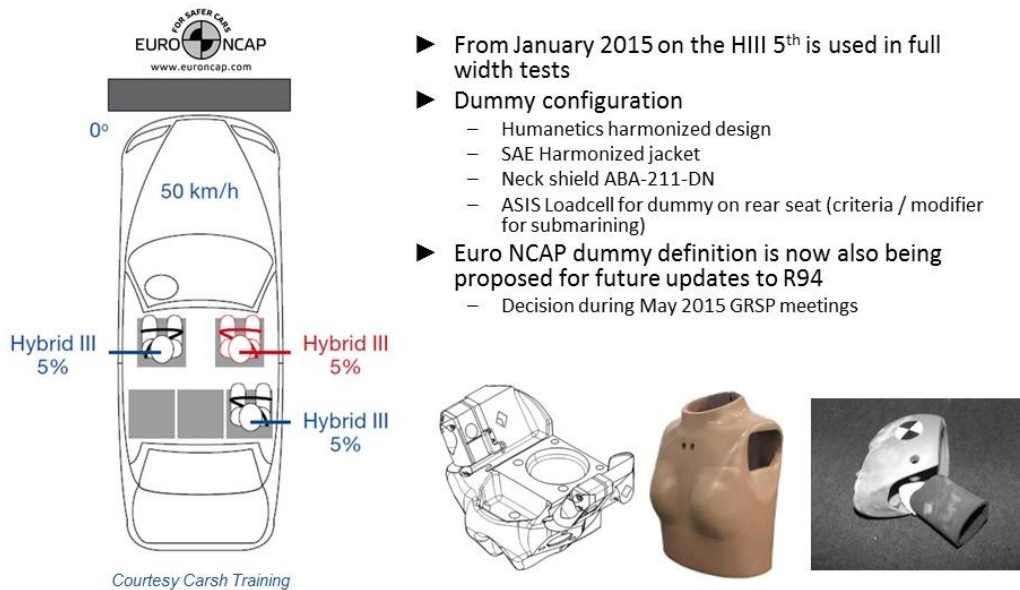 FOR SAFER CARS
EURO NCAP
www.euroncap.com
0°
50 km/h
Hybrid III
5%
Hybrid III
5%
Hybrid III
5%
Courtesy Carsh Training
► From January 2015 on the HIII 5th is used in full
width tests
► Dummy configuration
– Humanetics harmonized design
– SAE Harmonized jacket
– Neck shield ABA-211-DN
– ASIS Loadcell for dummy on rear seat (criteria / modifier
for submarining)
► Euro NCAP dummy definition is now also being
proposed for future updates to R94
– Decision during May 2015 GRSP meetings